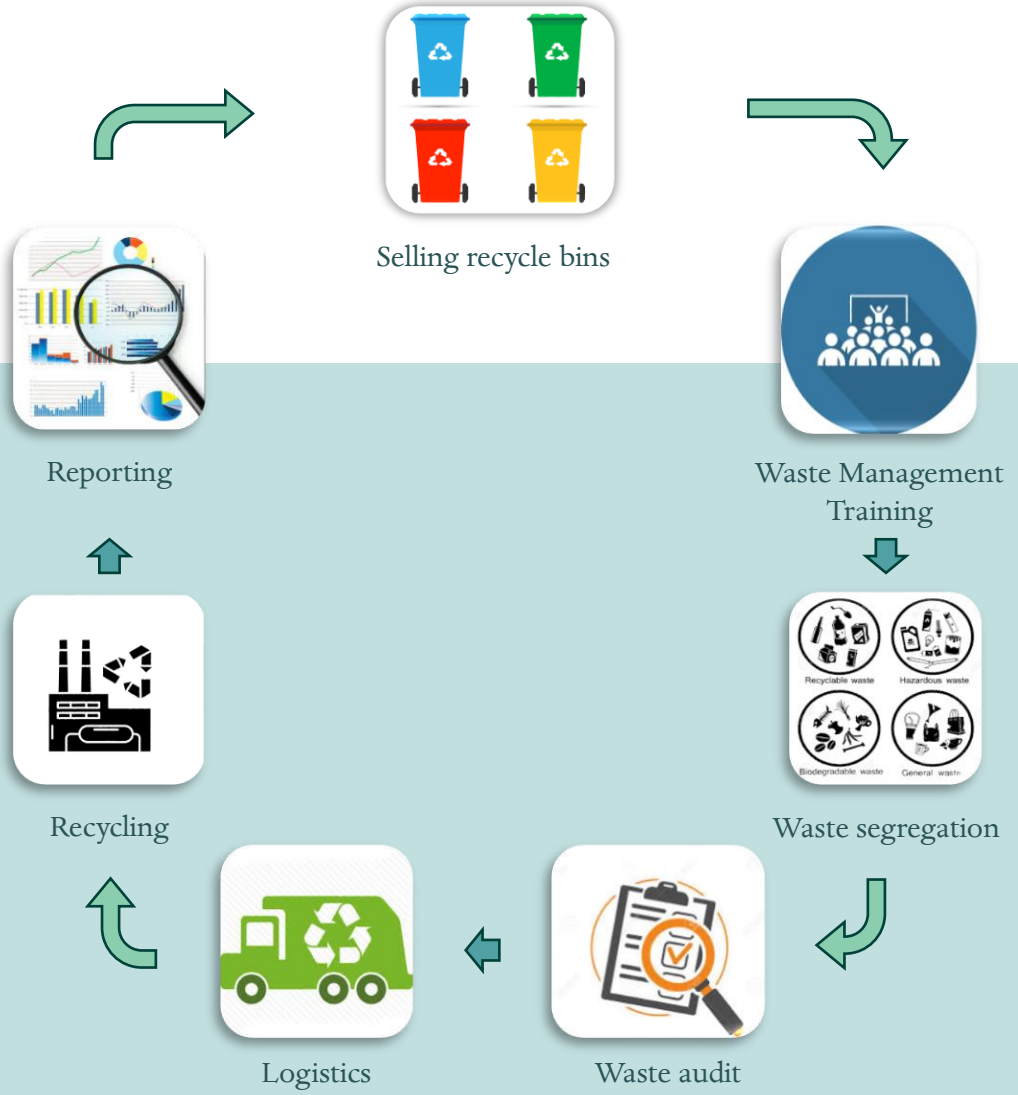 Selling recycle bins
Reporting
Waste Management
Training
Recyclable waste
Hazardous waste
Biodegradable waste
General waste
Recycling
Waste segregation
Logistics
Waste audit